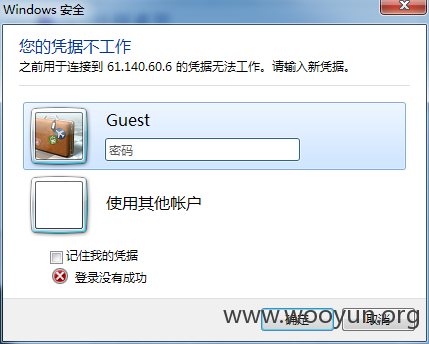 Windows 安全
您的凭据不工作
之前用于连接到 61.140.60.6 的凭据无法工作。请输入新凭据。
Guest
密码
使用其他帐户
记住我的凭据
登录没有成功
www.wooyun.org
确定
取消